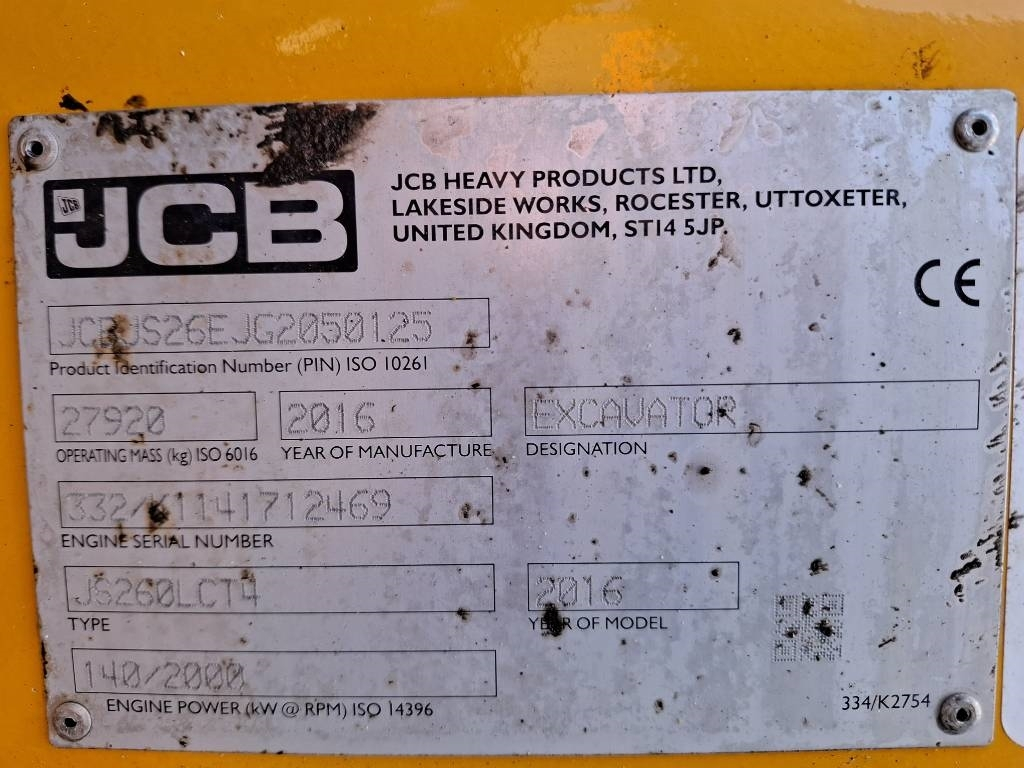 JCB
JCB HEAVY PRODUCTS LTD,
LAKESIDE WORKS, ROCESTER, UTTOXETER,
UNITED KINGDOM, ST14 5JP.
CE
JCBJS26EJG2050125
Product Identification Number (PIN) ISO 10261
27920
2016
EXCAVATOR
OPERATING MASS (kg) ISO 6016
YEAR OF MANUFACTURE
DESIGNATION
332/K1141712469
ENGINE SERIAL NUMBER
JS260LCT4
2016
TYPE
YEAR OF MODEL
140/2000
ENGINE POWER (kW @ RPM) ISO 14396
334/K2754